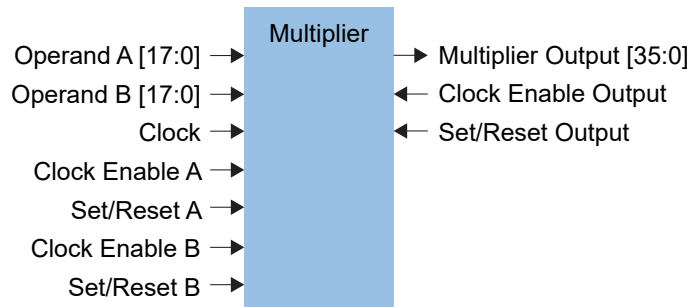 Multiplier
Operand A [17:0]
Operand B [17:0]
Clock
Clock Enable A
Set/Reset A
Clock Enable B
Set/Reset B
Multiplier Output [35:0]
Clock Enable Output
Set/Reset Output